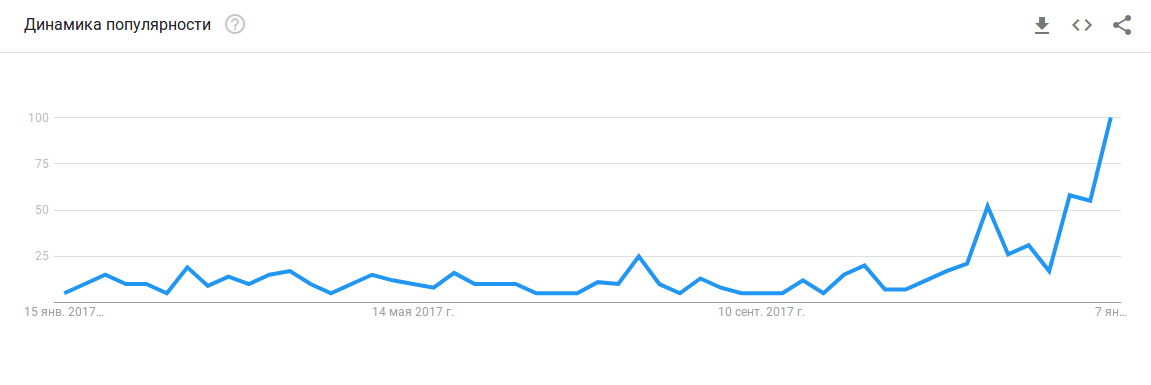 Динамика популярности
100
75
50
25
15 янв. 2017…
14 мая 2017 г.
10 сент. 2017 г.
7 ян…